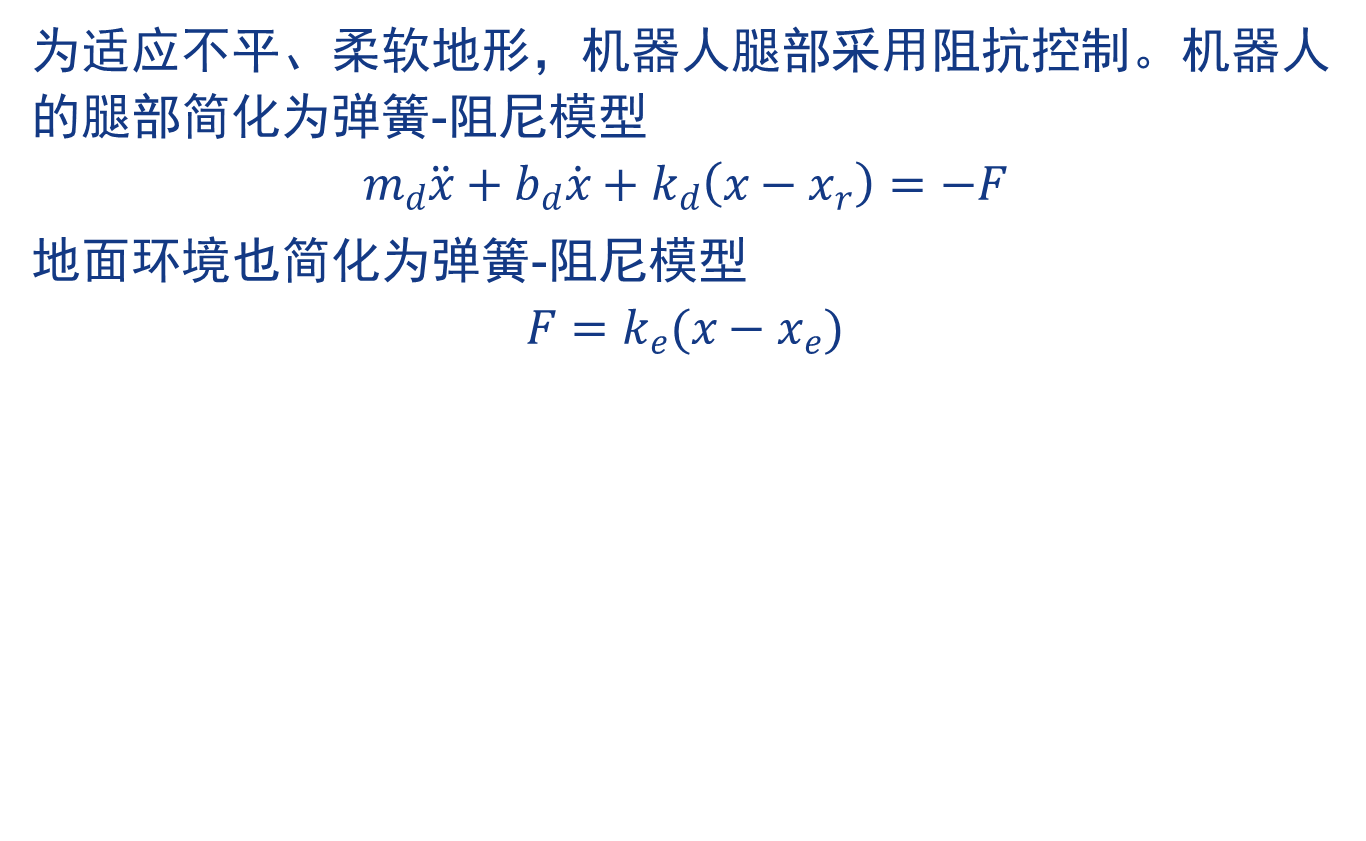 为适应不平、柔软地形，机器人腿部采用阻抗控制。机器人
的腿部简化为弹簧-阻尼模型
$m_d\ddot{x} + b_d\dot{x} + k_d(x - x_r) = -F$
地面环境也简化为弹簧-阻尼模型
$F = k_e(x - x_e)$